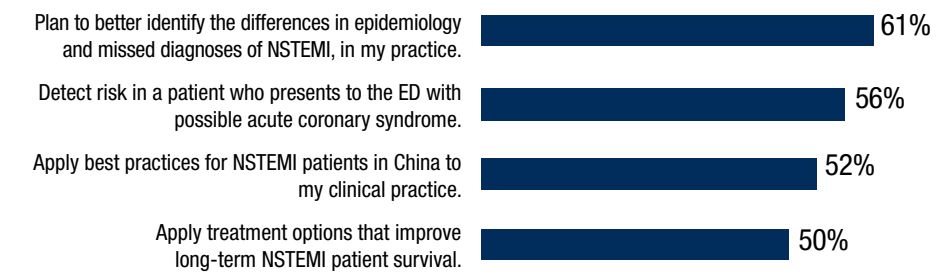 Plan to better identify the differences in epidemiology
and missed diagnoses of NSTEMI, in my practice.
61%
Detect risk in a patient who presents to the ED with
possible acute coronary syndrome.
56%
Apply best practices for NSTEMI patients in China to
my clinical practice.
52%
Apply treatment options that improve
long-term NSTEMI patient survival.
50%